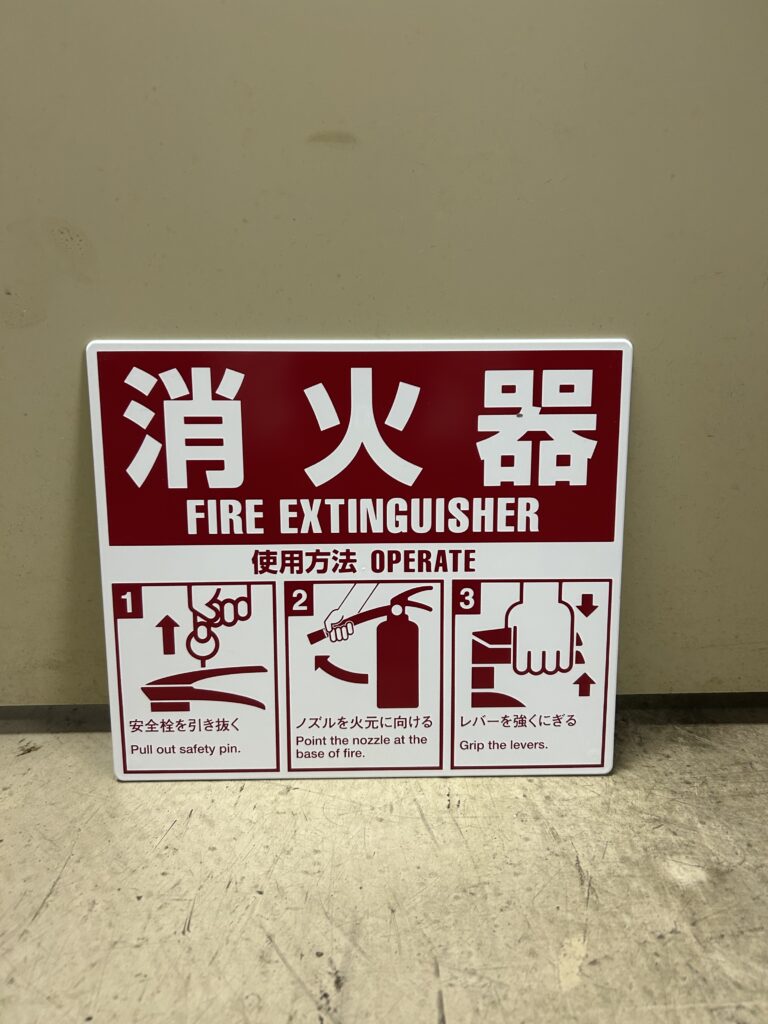 消火器
FIRE EXTINGUISHER
使用方法 OPERATE
1
安全栓を引き抜く
Pull out safety pin.
2
ノズルを火元に向ける
Point the nozzle at the
base of fire.
3
レバーを強くにぎる
Grip the levers.